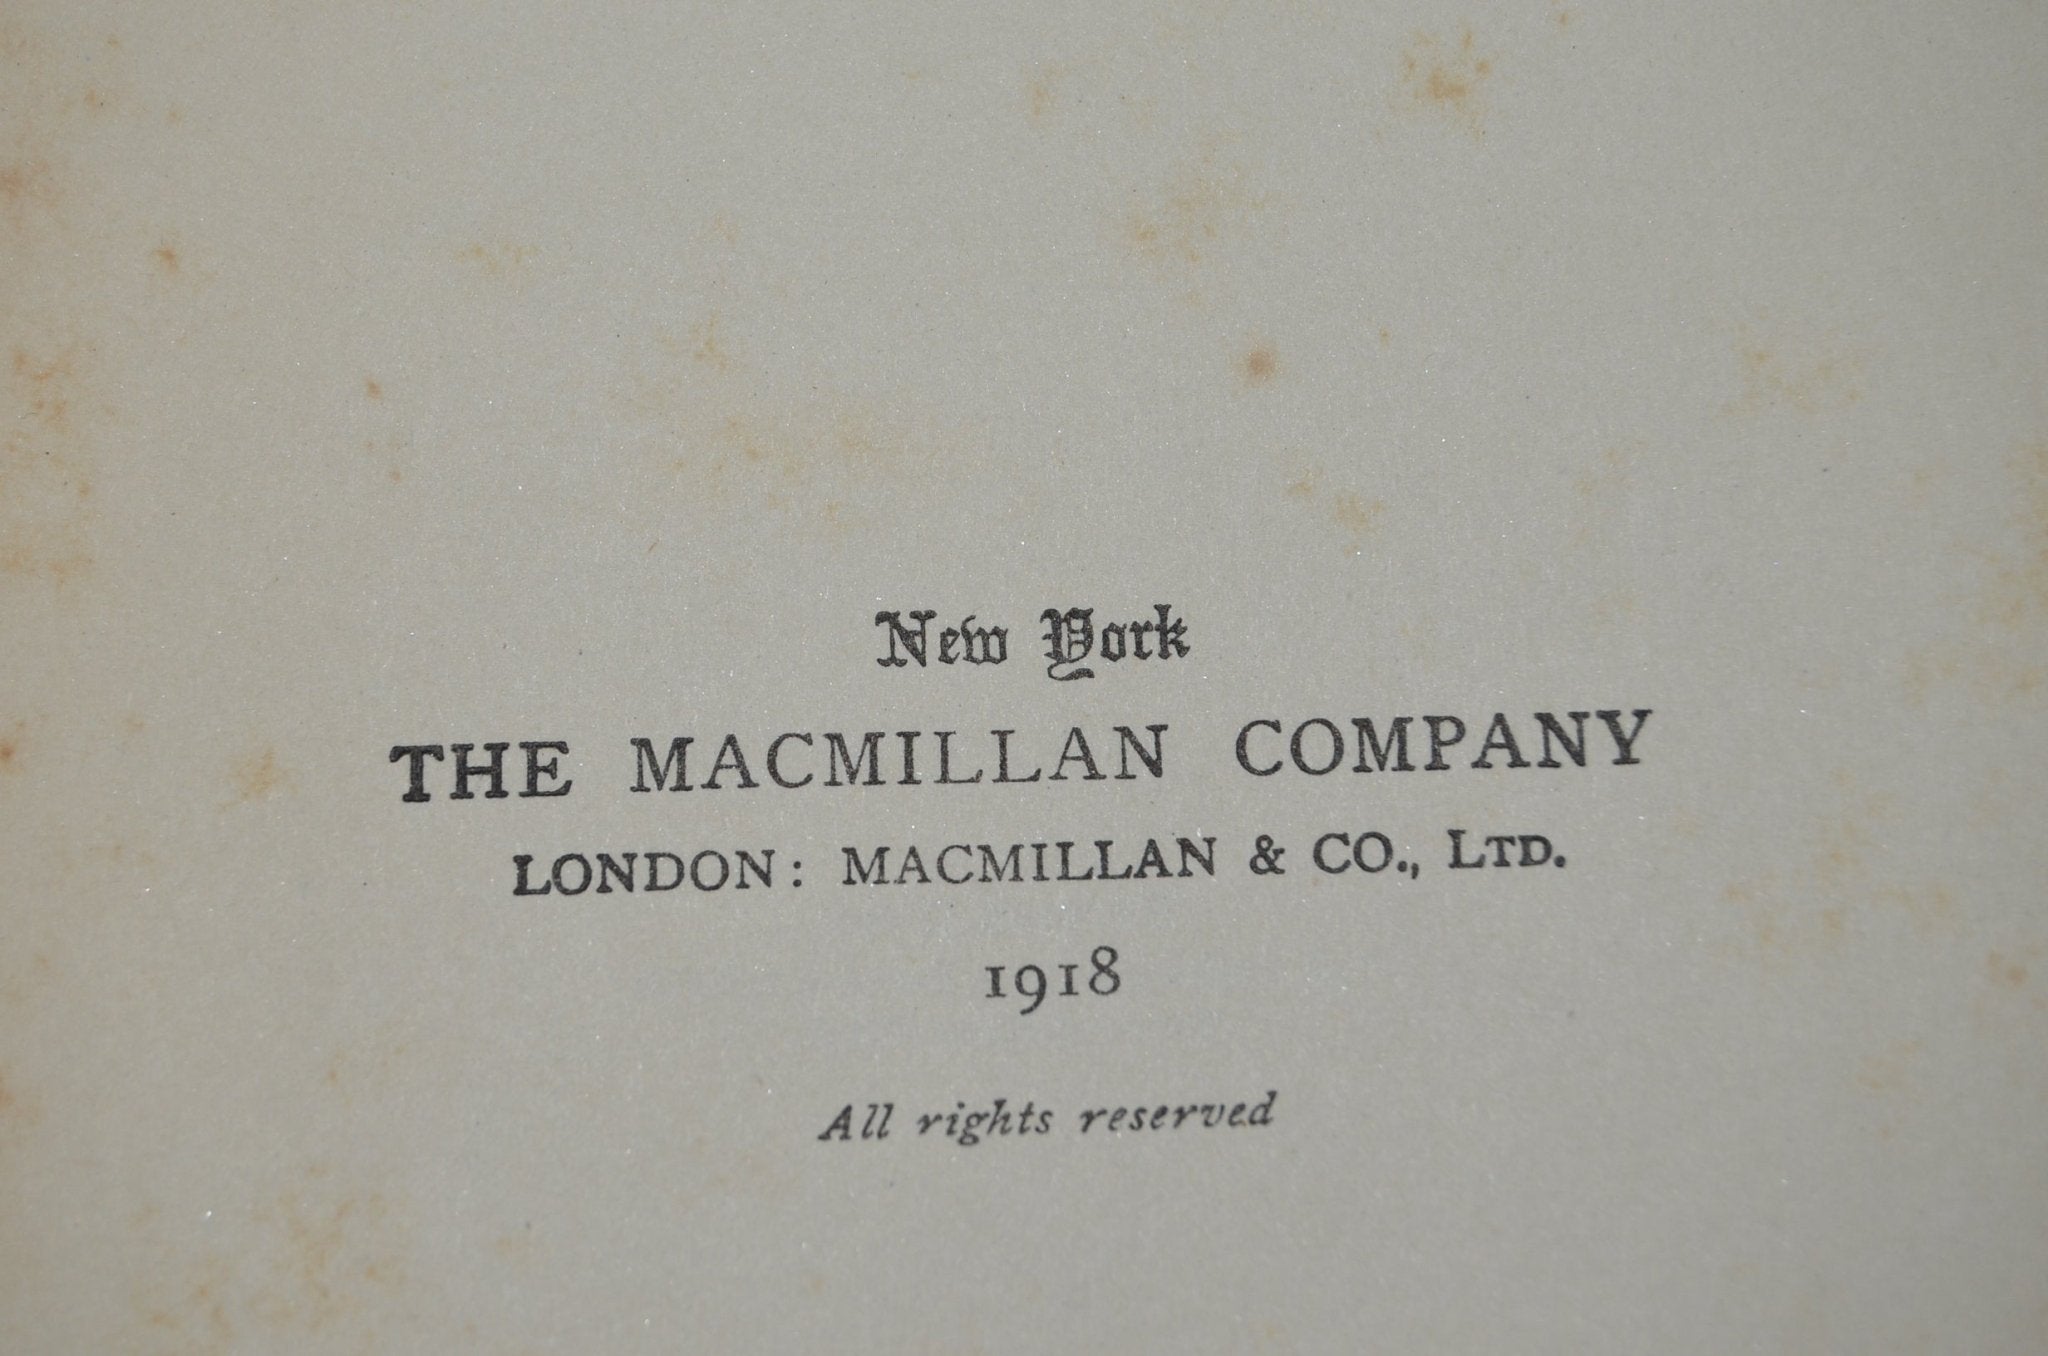 New York
THE MACMILLAN COMPANY
LONDON: MACMILLAN & CO., LTD.
1918
All rights reserved